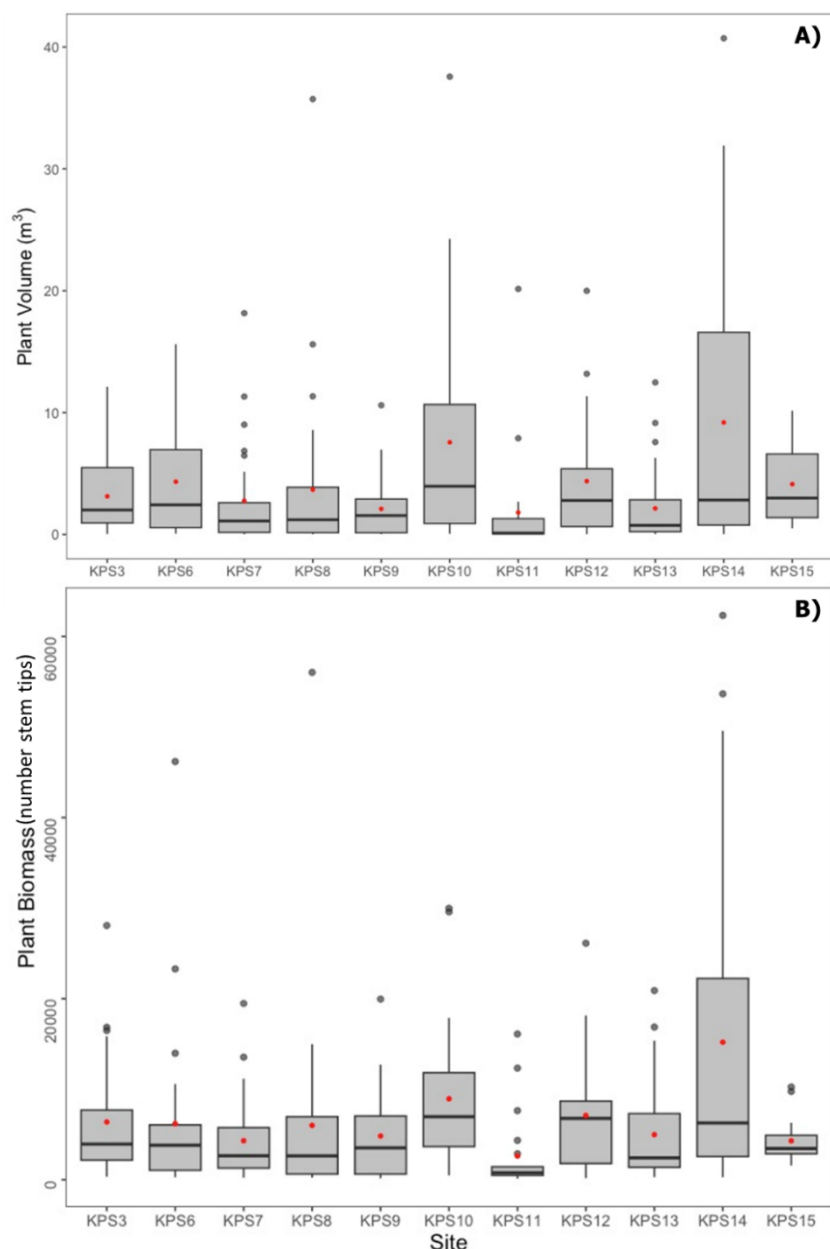 A)
40
30
20
10
0
Plant Volume (m³)
KPS3 KPS6 KPS7 KPS8 KPS9 KPS10 KPS11 KPS12 KPS13 KPS14 KPS15
B)
60000
40000
20000
0
Plant Biomass(number stem tips)
KPS3 KPS6 KPS7 KPS8 KPS9 KPS10 KPS11 KPS12 KPS13 KPS14 KPS15
Site